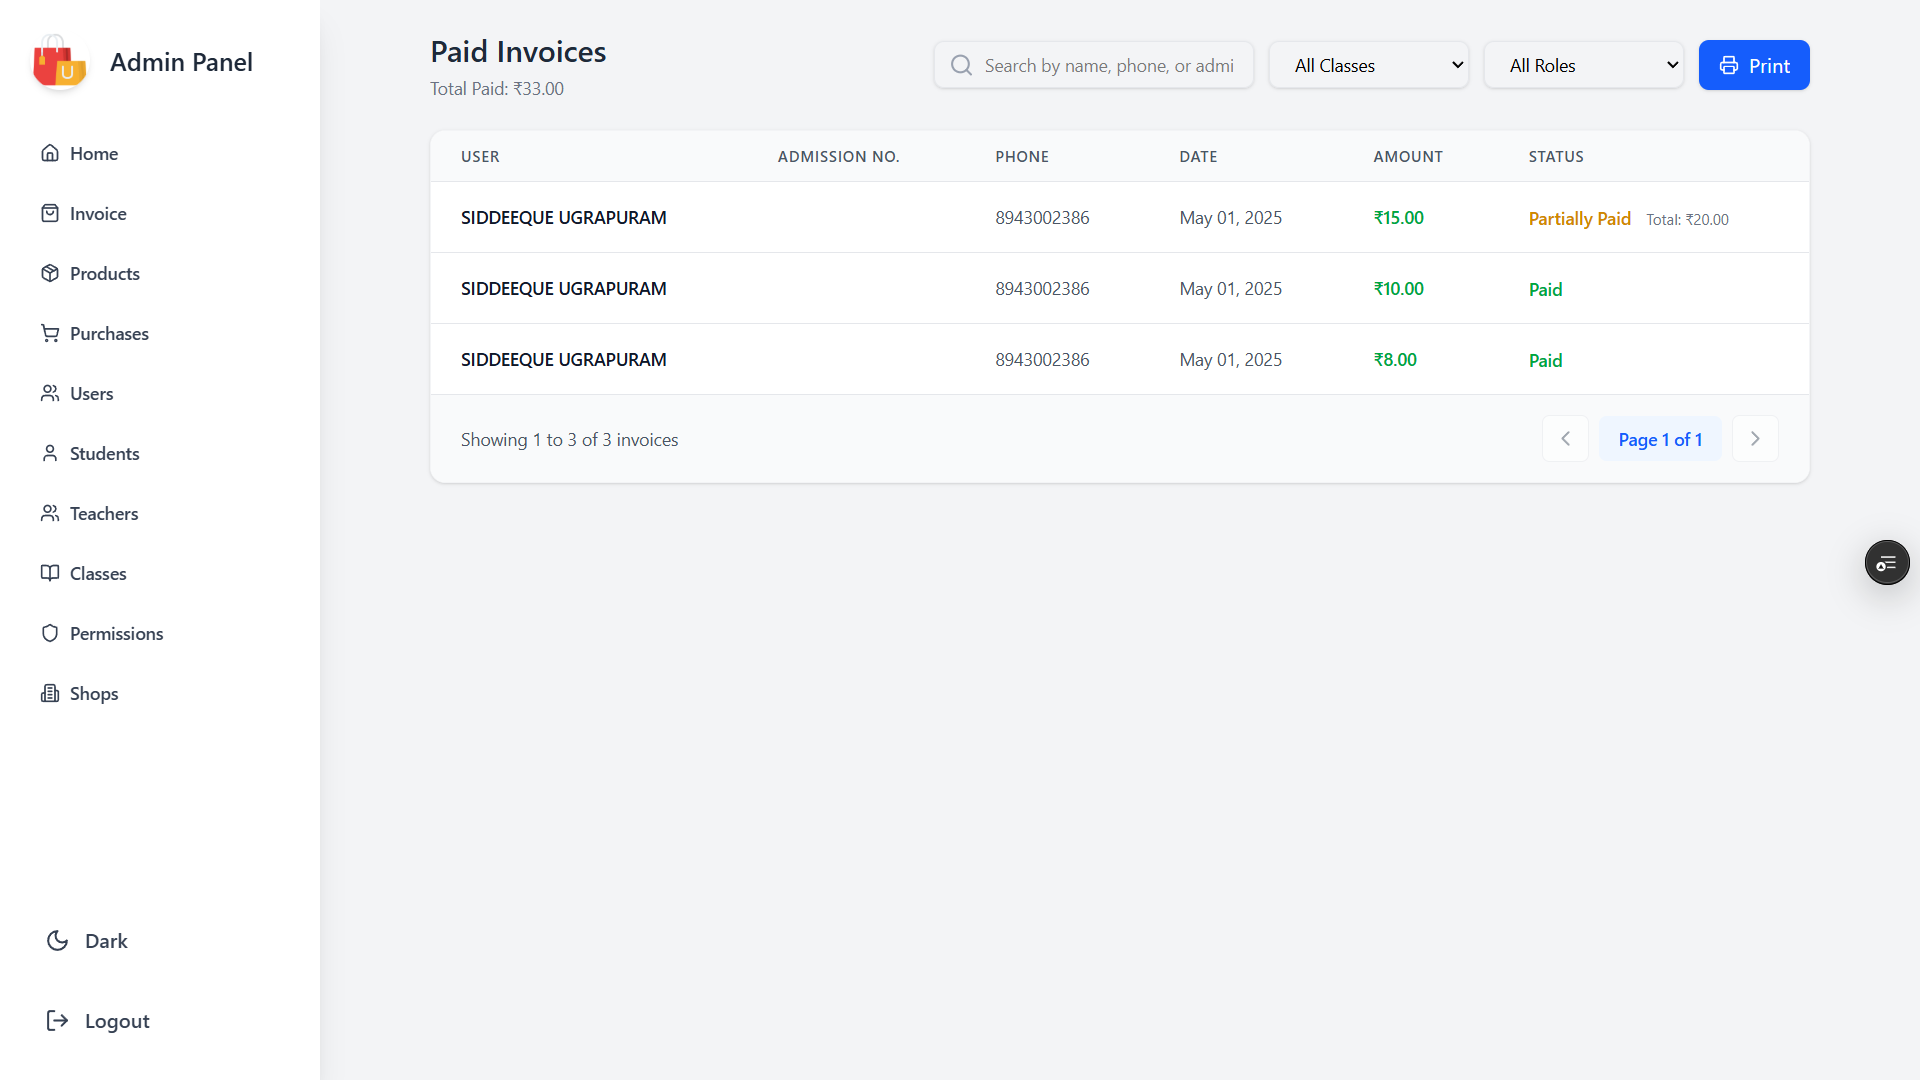 U
Admin Panel
Home
Invoice
Products
Purchases
Users
Students
Teachers
Classes
Permissions
Shops
Dark
Logout
Paid Invoices
Total Paid: ₹33.00
Search by name, phone, or admi
All Classes
All Roles
Print
USER ADMISSION NO. PHONE DATE AMOUNT STATUS
SIDDEEQUE UGRAPURAM 8943002386 May 01, 2025 ₹15.00 Partially Paid Total: ₹20.00
SIDDEEQUE UGRAPURAM 8943002386 May 01, 2025 ₹10.00 Paid
SIDDEEQUE UGRAPURAM 8943002386 May 01, 2025 ₹8.00 Paid
Showing 1 to 3 of 3 invoices
Page 1 of 1